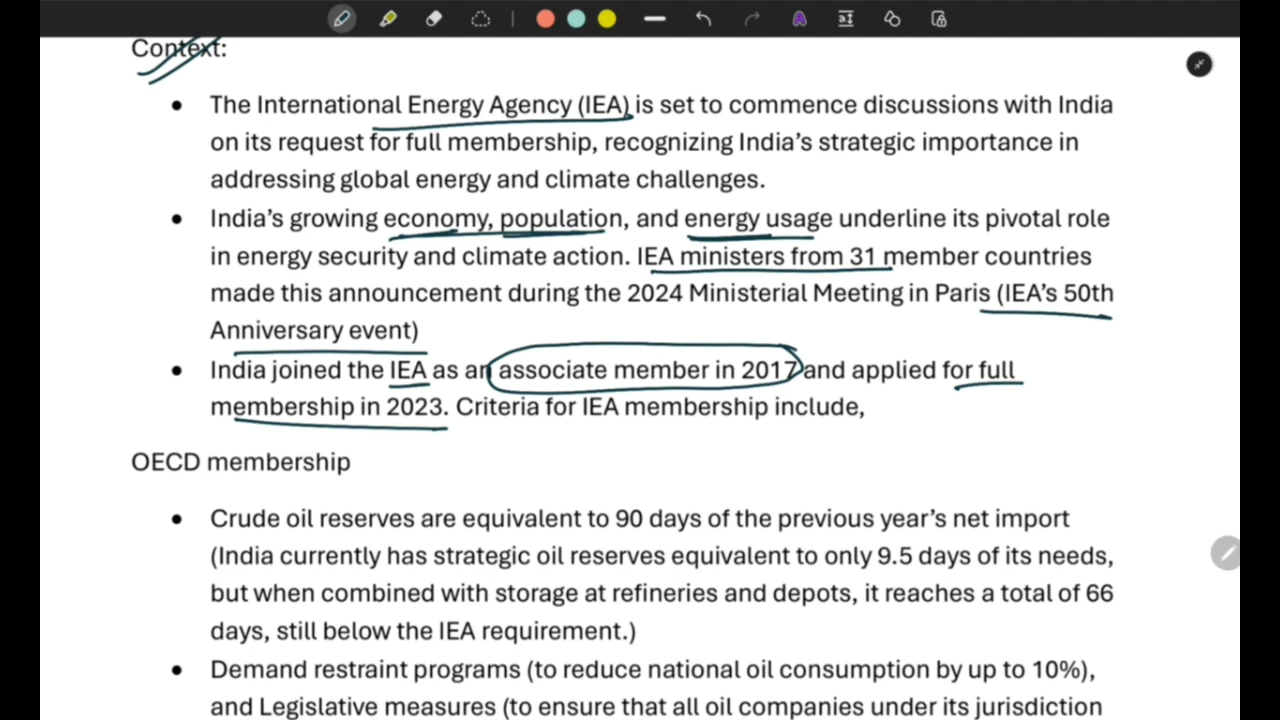 Context:
The International Energy Agency (IEA) is set to commence discussions with India
on its request for full membership, recognizing India's strategic importance in
addressing global energy and climate challenges.
India's growing economy, population, and energy usage underline its pivotal role
in energy security and climate action. IEA ministers from 31 member countries
made this announcement during the 2024 Ministerial Meeting in Paris (IEA's 50th
Anniversary event)
India joined the IEA as an associate member in 2017 and applied for full
membership in 2023. Criteria for IEA membership include,
OECD membership
Crude oil reserves are equivalent to 90 days of the previous year's net import
(India currently has strategic oil reserves equivalent to only 9.5 days of its needs,
but when combined with storage at refineries and depots, it reaches a total of 66
days, still below the IEA requirement.)
Demand restraint programs (to reduce national oil consumption by up to 10%),
and Legislative measures (to ensure that all oil companies under its jurisdiction